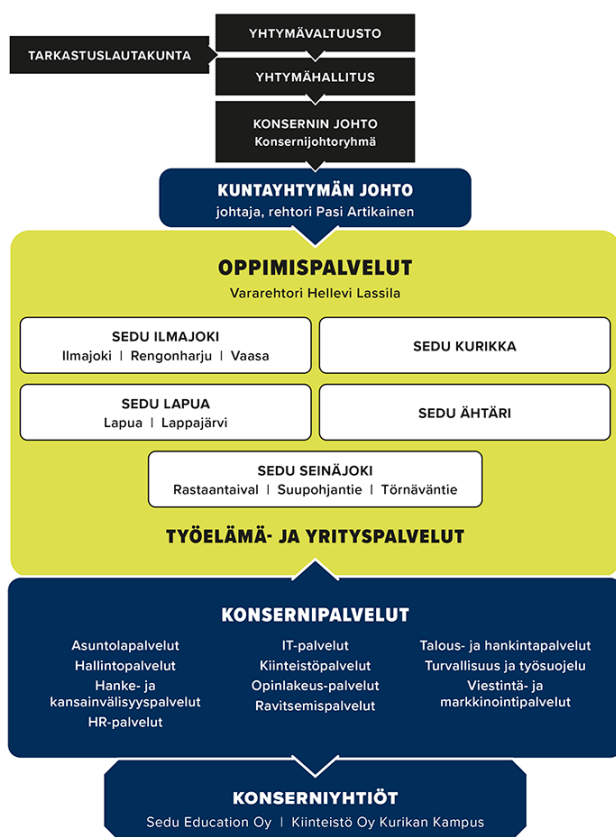 YHTYMÄVALTUUSTO
TARKASTUSLAUTAKUNTA
YHTYMÄHALLITUS
KONSERNIN JOHTO
Konsernijohtoryhmä
KUNTAYHTYMÄN JOHTO
johtaja, rehtori Pasi Artikainen
OPPIMISPALVELUT
Vararehtori Hellevi Lassila
SEDU ILMAJOKI
Ilmajoki | Rengonharju | Vaasa
SEDU KURIKKA
SEDU LAPUA
Lapua | Lappajärvi
SEDU ÄHTÄRI
SEDU SEINÄJOKI
Rastaantaival | Suupohjantie | Törnäväntie
TYÖELÄMÄ- JA YRITYSPALVELUT
KONSERNIPALVELUT
Asuntolapalvelut
Hallintopalvelut
Hanke- ja
kansainvälisyyspalvelut
HR-palvelut
IT-palvelut
Kiinteistöpalvelut
Opinlakeus-palvelut
Ravitsemispalvelut
Talous- ja hankintapalvelut
Turvallisuus ja työsuojelu
Viestintä- ja
markkinointipalvelut
KONSERNIYHTIÖT
Sedu Education Oy | Kiinteistö Oy Kurikan Kampus